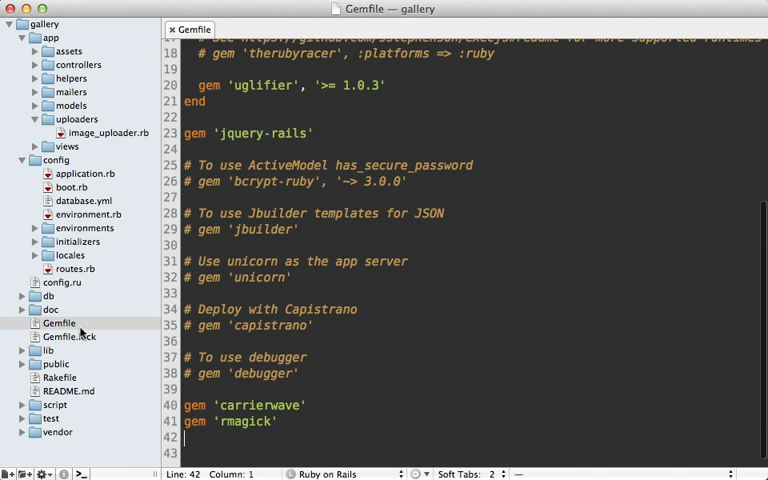 Gemfile — gallery
gallery
app
assets
controllers
helpers
mailers
models
uploaders
image_uploader.rb
views
config
application.rb
boot.rb
database.yml
environment.rb
environments
initializers
locales
routes.rb
config.ru
db
doc
Gemfile
Gemfile.lock
lib
public
Rakefile
README.md
script
test
vendor
Gemfile
18 # gem 'therubyracer', :platforms => :ruby
19
20 gem 'uglifier', '>= 1.0.3'
21 end
22
23 gem 'jquery-rails'
24
25 # To use ActiveModel has_secure_password
26 # gem 'bcrypt-ruby', '~> 3.0.0'
27
28 # To use Jbuilder templates for JSON
29 # gem 'jbuilder'
30
31 # Use unicorn as the app server
32 # gem 'unicorn'
33
34 # Deploy with Capistrano
35 # gem 'capistrano'
36
37 # To use debugger
38 # gem 'debugger'
39
40 gem 'carrierwave'
41 gem 'rmagick'
42
43
Line: 42 Column: 1 Ruby on Rails Soft Tabs: 2 —